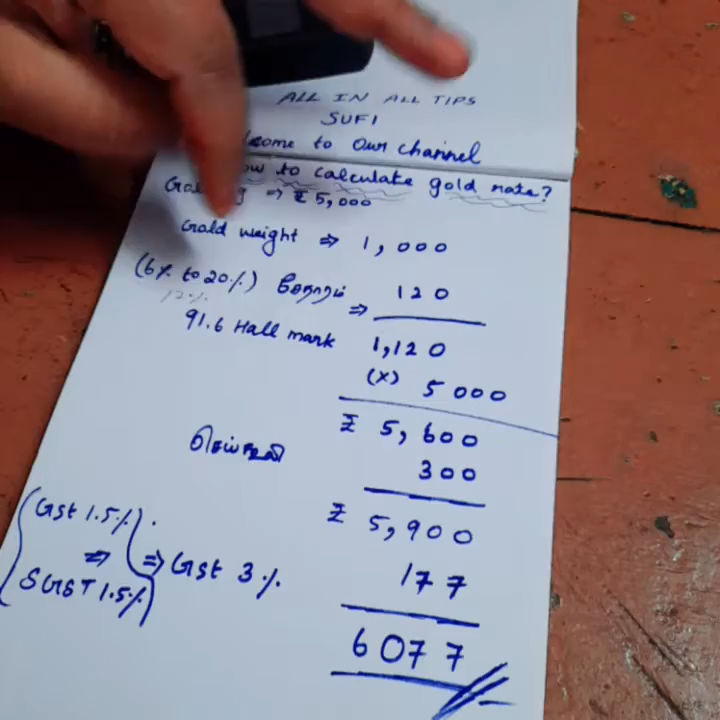 ALL IN ALL TIPS
SUFI
to Our channel
to calculate gold rate?
⇒ ₹ 5,000
Gold weight ⇒ 1,000
(6% to 20%) சேதாரம் ⇒ 120
12%
91.6 Hall mark 1,120
(x) 5000
₹ 5,600
செய்கூலி 300
₹ 5,900
Gst 1.5%
177
⇒ ⇒ Gst 3%
SGST 1.5%
6077